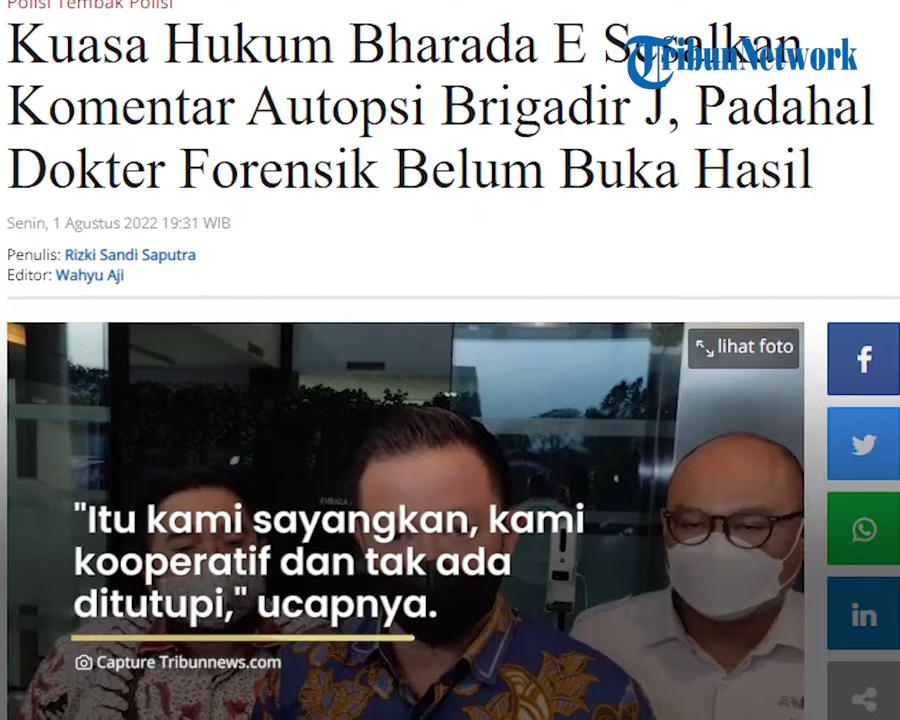 Polisi Tembak Polisi
Kuasa Hukum Bharada E Sesalkan
TribunNetwork
Komentar Autopsi Brigadir J, Padahal
Dokter Forensik Belum Buka Hasil
Senin, 1 Agustus 2022 19:31 WIB
Penulis: Rizki Sandi Saputra
Editor: Wahyu Aji
lihat foto
"Itu kami sayangkan, kami
kooperatif dan tak ada
ditutupi," ucapnya.
Capture Tribunnews.com